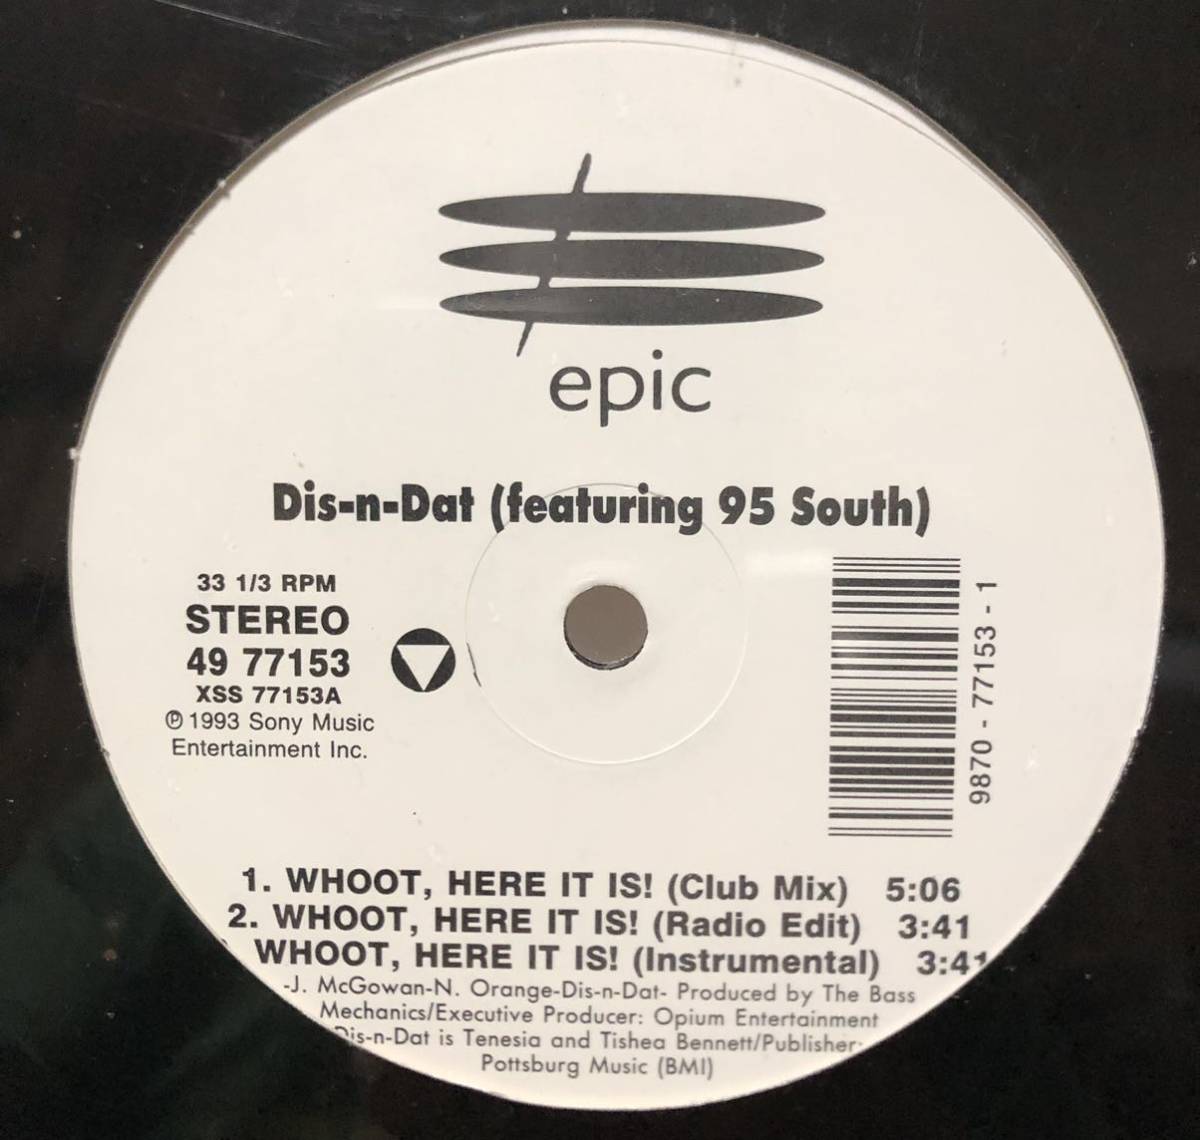 epic
Dis-n-Dat (featuring 95 South)
33 1/3 RPM
STEREO
49 77153
XSS 77153A
℗ 1993 Sony Music
Entertainment Inc.
9870 - 77153 - 1
1. WHOOT, HERE IT IS! (Club Mix) 5:06
2. WHOOT, HERE IT IS! (Radio Edit) 3:41
WHOOT, HERE IT IS! (Instrumental) 3:41
-J. McGowan-N. Orange-Dis-n-Dat- Produced by The Bass
Mechanics/Executive Producer: Opium Entertainment
Dis-n-Dat is Tenesia and Tishea Bennett/Publisher:
Pottsburg Music (BMI)